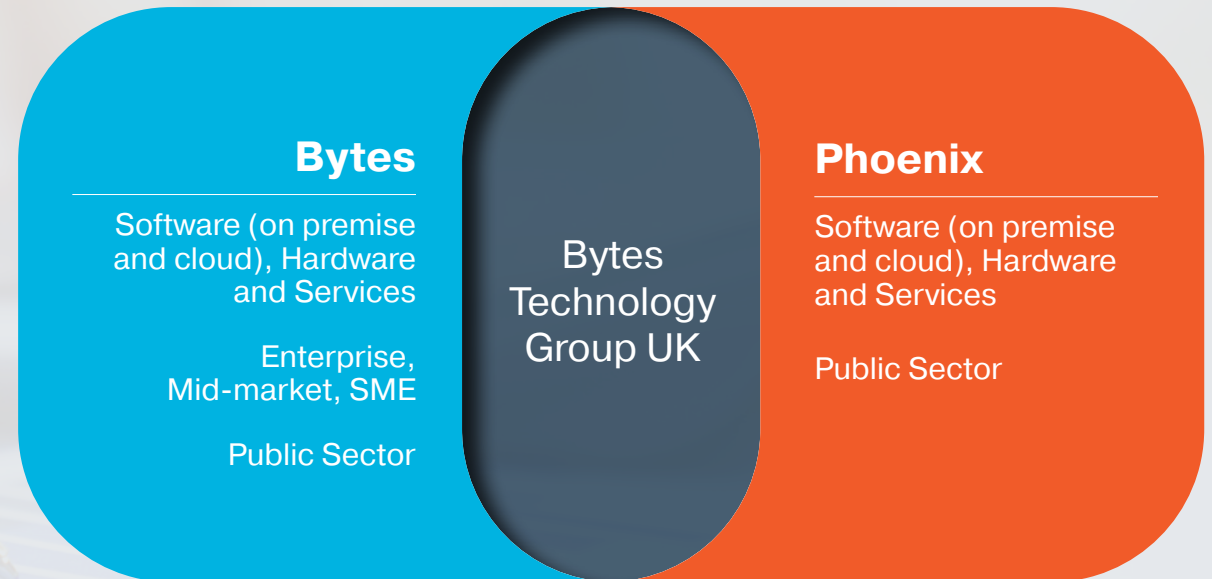 Bytes
Software (on premise
and cloud), Hardware
and Services
Enterprise,
Mid-market, SME
Public Sector
Bytes
Technology
Group UK
Phoenix
Software (on premise
and cloud), Hardware
and Services
Public Sector